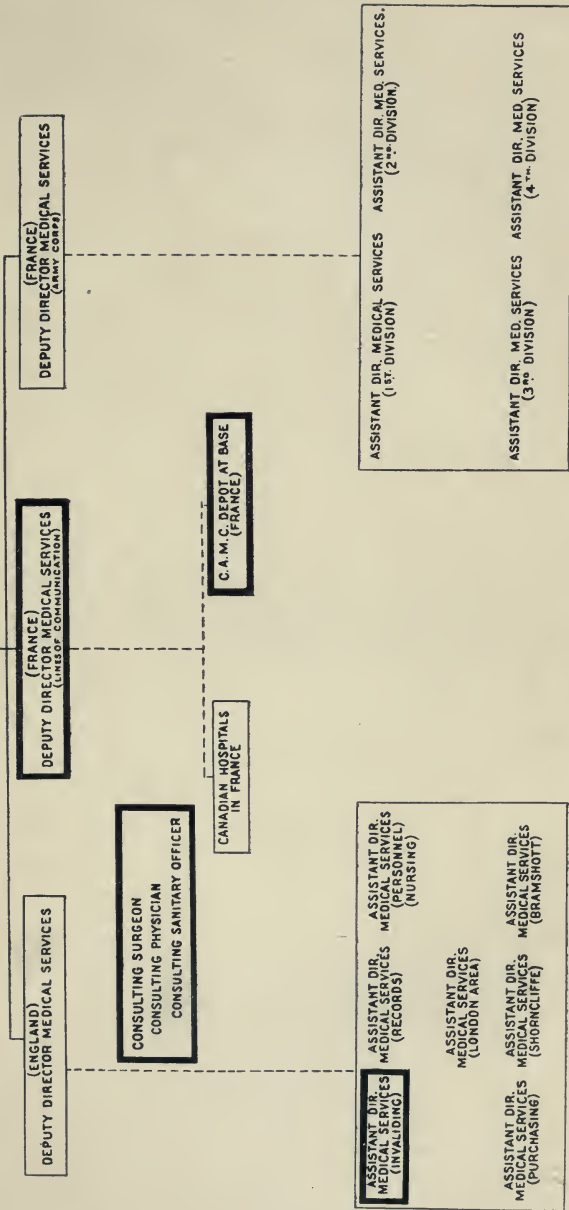 (ENGLAND)
DEPUTY DIRECTOR MEDICAL SERVICES
(FRANCE)
DEPUTY DIRECTOR MEDICAL SERVICES
(LINES OF COMMUNICATION)
(FRANCE)
DEPUTY DIRECTOR MEDICAL SERVICES
(ARMY CORPS)
CONSULTING SURGEON
CONSULTING PHYSICIAN
CONSULTING SANITARY OFFICER
CANADIAN HOSPITALS
IN FRANCE
C.A.M.C. DEPOT AT BASE
(FRANCE)
ASSISTANT DIR.
MEDICAL SERVICES
(INVALIDING)
ASSISTANT DIR.
MEDICAL SERVICES
(RECORDS)
ASSISTANT DIR.
MEDICAL SERVICES
(PERSONNEL)
(NURSING)
ASSISTANT DIR.
MEDICAL SERVICES
(LONDON AREA)
ASSISTANT DIR.
MEDICAL SERVICES
(PURCHASING)
ASSISTANT DIR.
MEDICAL SERVICES
(SHORNCLIFFE)
ASSISTANT DIR.
MEDICAL SERVICES
(BRAMSHOTT)
ASSISTANT DIR. MEDICAL SERVICES
(1ST. DIVISION)
ASSISTANT DIR. MED. SERVICES.
(2ND. DIVISION.)
ASSISTANT DIR. MED. SERVICES
(3RD. DIVISION)
ASSISTANT DIR. MED. SERVICES
(4TH. DIVISION)